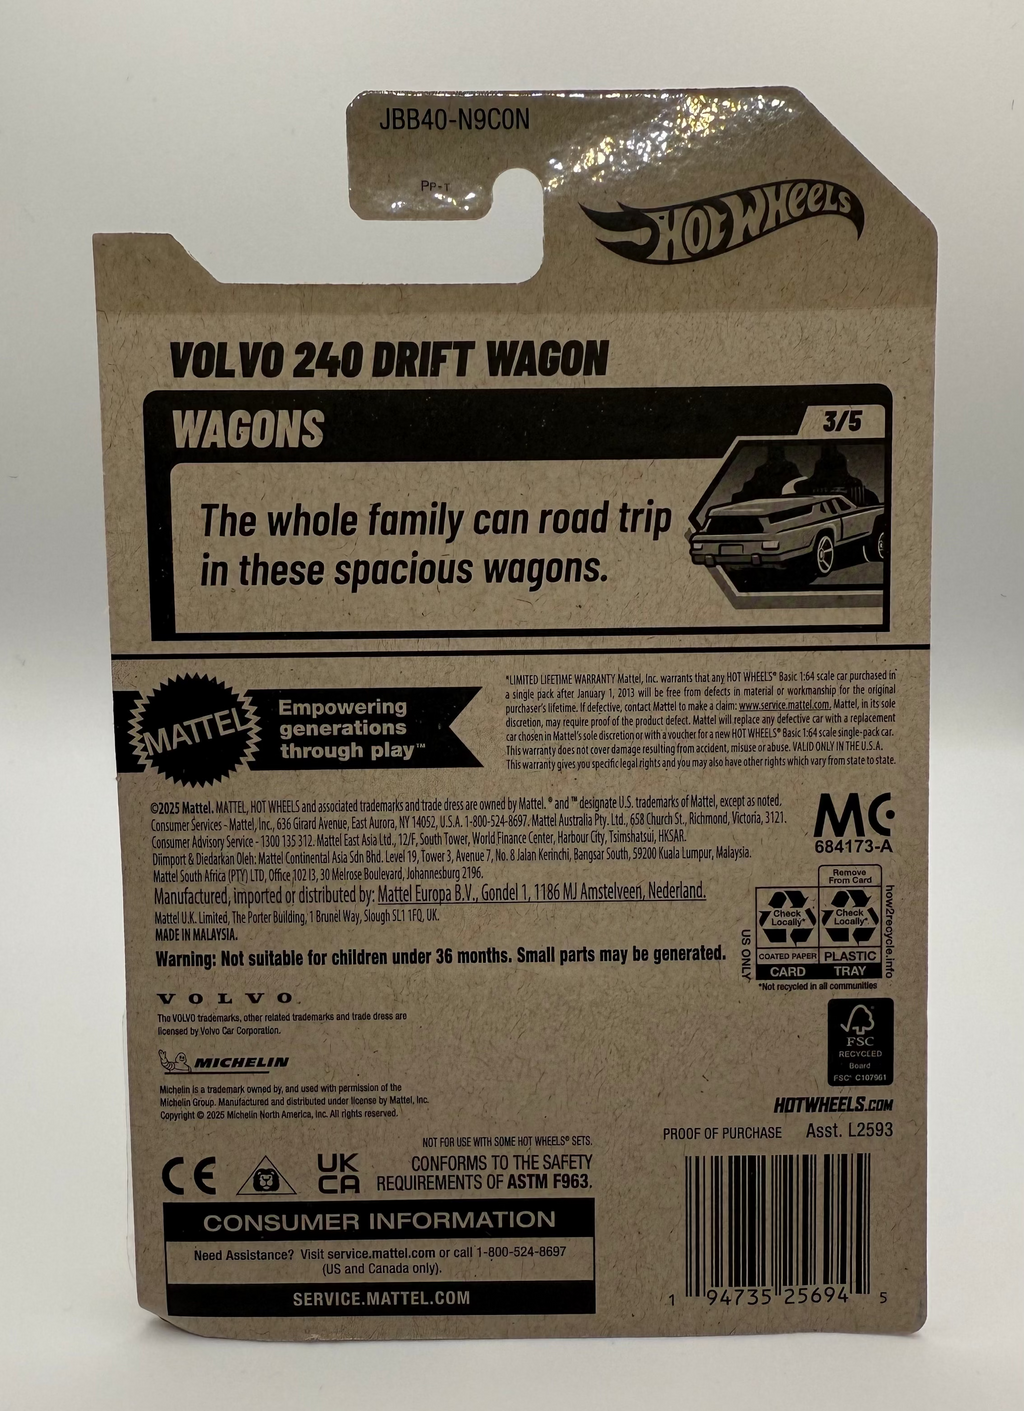 JBB40-N9C0N
PP-T
HOT WHEELS
VOLVO 240 DRIFT WAGON
WAGONS
3/5
The whole family can road trip
in these spacious wagons.
MATTEL
Empowering
generations
through play™
*LIMITED LIFETIME WARRANTY Mattel, Inc. warrants that any HOT WHEELS® Basic 1:64 scale car purchased in
a single pack after January 1, 2013 will be free from defects in material or workmanship for the original
purchaser's lifetime. If defective, contact Mattel to make a claim: www.service.mattel.com. Mattel, in its sole
discretion, may require proof of the product defect. Mattel will replace any defective car with a replacement
car chosen in Mattel's sole discretion or with a voucher for a new HOT WHEELS® Basic 1:64 scale single-pack car.
This warranty does not cover damage resulting from accident, misuse or abuse. VALID ONLY IN THE U.S.A.
This warranty gives you specific legal rights and you may also have other rights which vary from state to state.
©2025 Mattel. MATTEL, HOT WHEELS and associated trademarks and trade dress are owned by Mattel. ® and ™ designate U.S. trademarks of Mattel, except as noted.
Consumer Services - Mattel, Inc., 636 Girard Avenue, East Aurora, NY 14052, U.S.A. 1-800-524-8697. Mattel Australia Pty. Ltd., 658 Church St., Richmond, Victoria, 3121.
Consumer Advisory Service - 1300 135 312. Mattel East Asia Ltd., 12/F, South Tower, World Finance Center, Harbour City, Tsimshatsui, HKSAR.
Diimport & Diedarkan Oleh: Mattel Continental Asia Sdn Bhd. Level 19, Tower 3, Avenue 7, No. 8 Jalan Kerinchi, Bangsar South, 59200 Kuala Lumpur, Malaysia.
Mattel South Africa (PTY) LTD, Office 102 I3, 30 Melrose Boulevard, Johannesburg 2196.
Manufactured, imported or distributed by: Mattel Europa B.V., Gondel 1, 1186 MJ Amstelveen, Nederland.
Mattel U.K. Limited, The Porter Building, 1 Brunel Way, Slough SL1 1FQ, UK.
MADE IN MALAYSIA.
Warning: Not suitable for children under 36 months. Small parts may be generated.
MC
684173-A
Remove
From Card
Check
Locally*
Check
Locally*
COATED PAPER
PLASTIC
CARD
TRAY
US ONLY
how2recycle.info
*Not recycled in all communities
VOLVO
The VOLVO trademarks, other related trademarks and trade dress are
licensed by Volvo Car Corporation.
MICHELIN
Michelin is a trademark owned by, and used with permission of the
Michelin Group. Manufactured and distributed under license by Mattel, Inc.
Copyright © 2025 Michelin North America, Inc. All rights reserved.
FSC
RECYCLED
Board
FSC® C107961
HOTWHEELS.COM
PROOF OF PURCHASE Asst. L2593
NOT FOR USE WITH SOME HOT WHEELS® SETS.
CE
UK
CA
CONFORMS TO THE SAFETY
REQUIREMENTS OF ASTM F963.
CONSUMER INFORMATION
Need Assistance? Visit service.mattel.com or call 1-800-524-8697
(US and Canada only).
SERVICE.MATTEL.COM
1 94735 25694 5